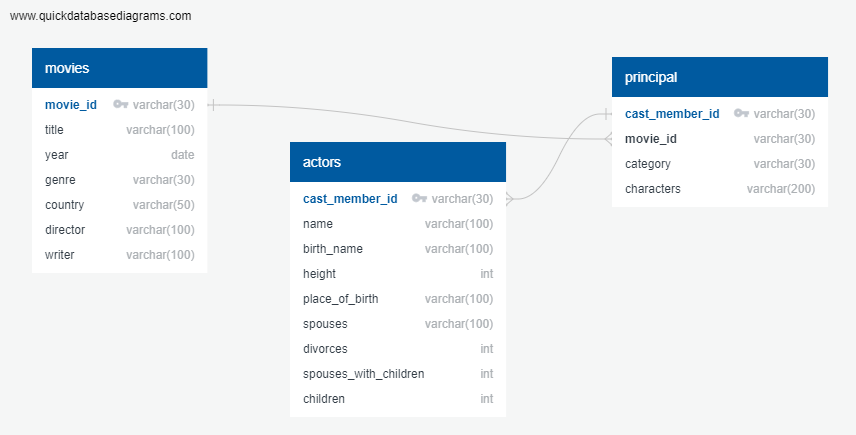 www.quickdatabasediagrams.com
movies
movie_id varchar(30)
title varchar(100)
year date
genre varchar(30)
country varchar(50)
director varchar(100)
writer varchar(100)
actors
cast_member_id varchar(30)
name varchar(100)
birth_name varchar(100)
height int
place_of_birth varchar(100)
spouses varchar(100)
divorces int
spouses_with_children int
children int
principal
cast_member_id varchar(30)
movie_id varchar(30)
category varchar(30)
characters varchar(200)